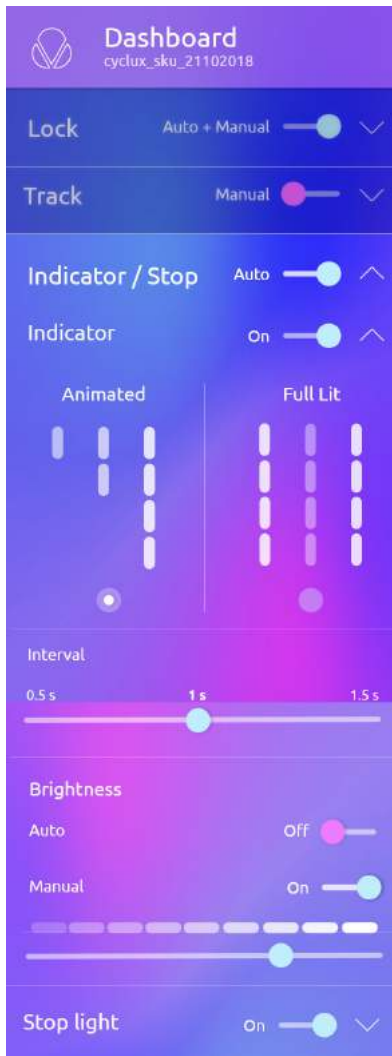 Dashboard
cyclux_sku_21102018
Lock Auto + Manual
Track Manual
Indicator / Stop Auto
Indicator On
Animated Full Lit
Interval
0.5 s 1 s 1.5 s
Brightness
Auto Off
Manual On
Stop light On